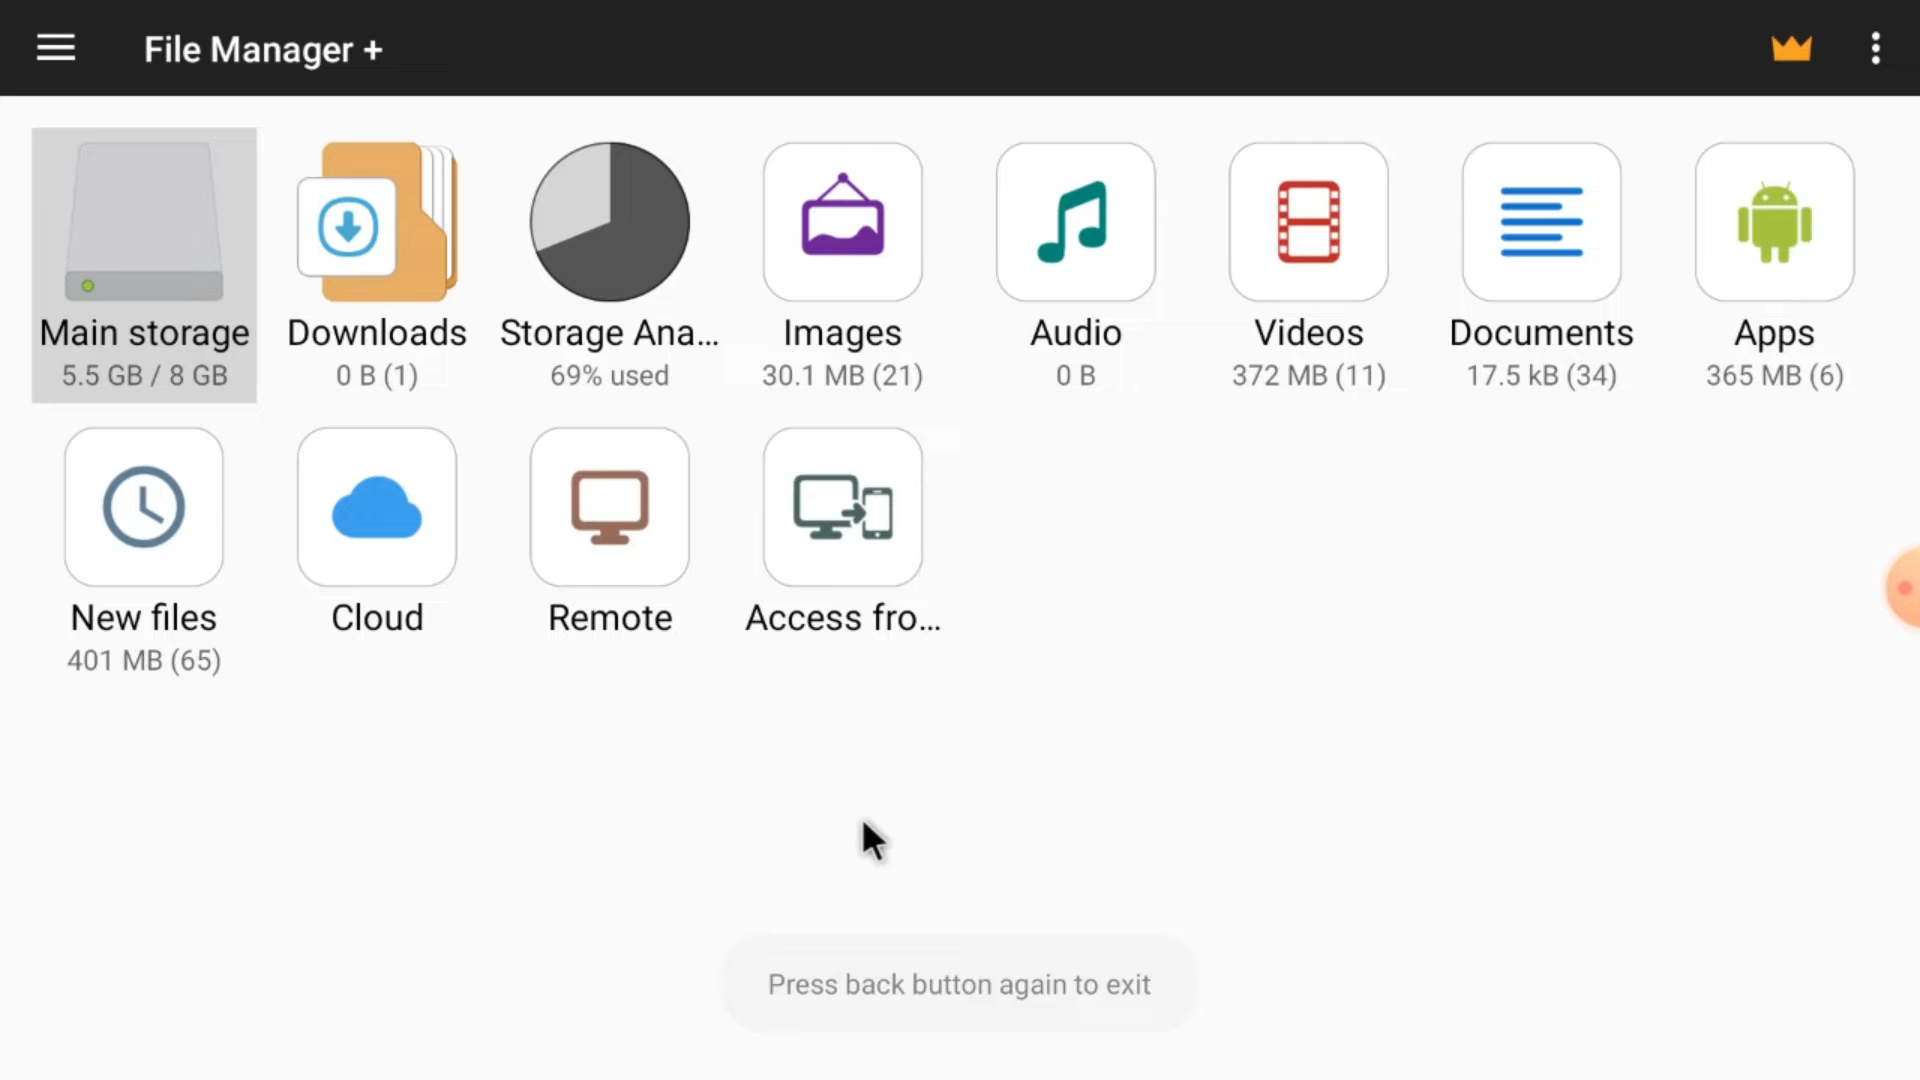 File Manager +
Main storage
5.5 GB / 8 GB
Downloads
0 B (1)
Storage Ana...
69% used
Images
30.1 MB (21)
Audio
0 B
Videos
372 MB (11)
Documents
17.5 kB (34)
Apps
365 MB (6)
New files
401 MB (65)
Cloud
Remote
Access fro...
Press back button again to exit